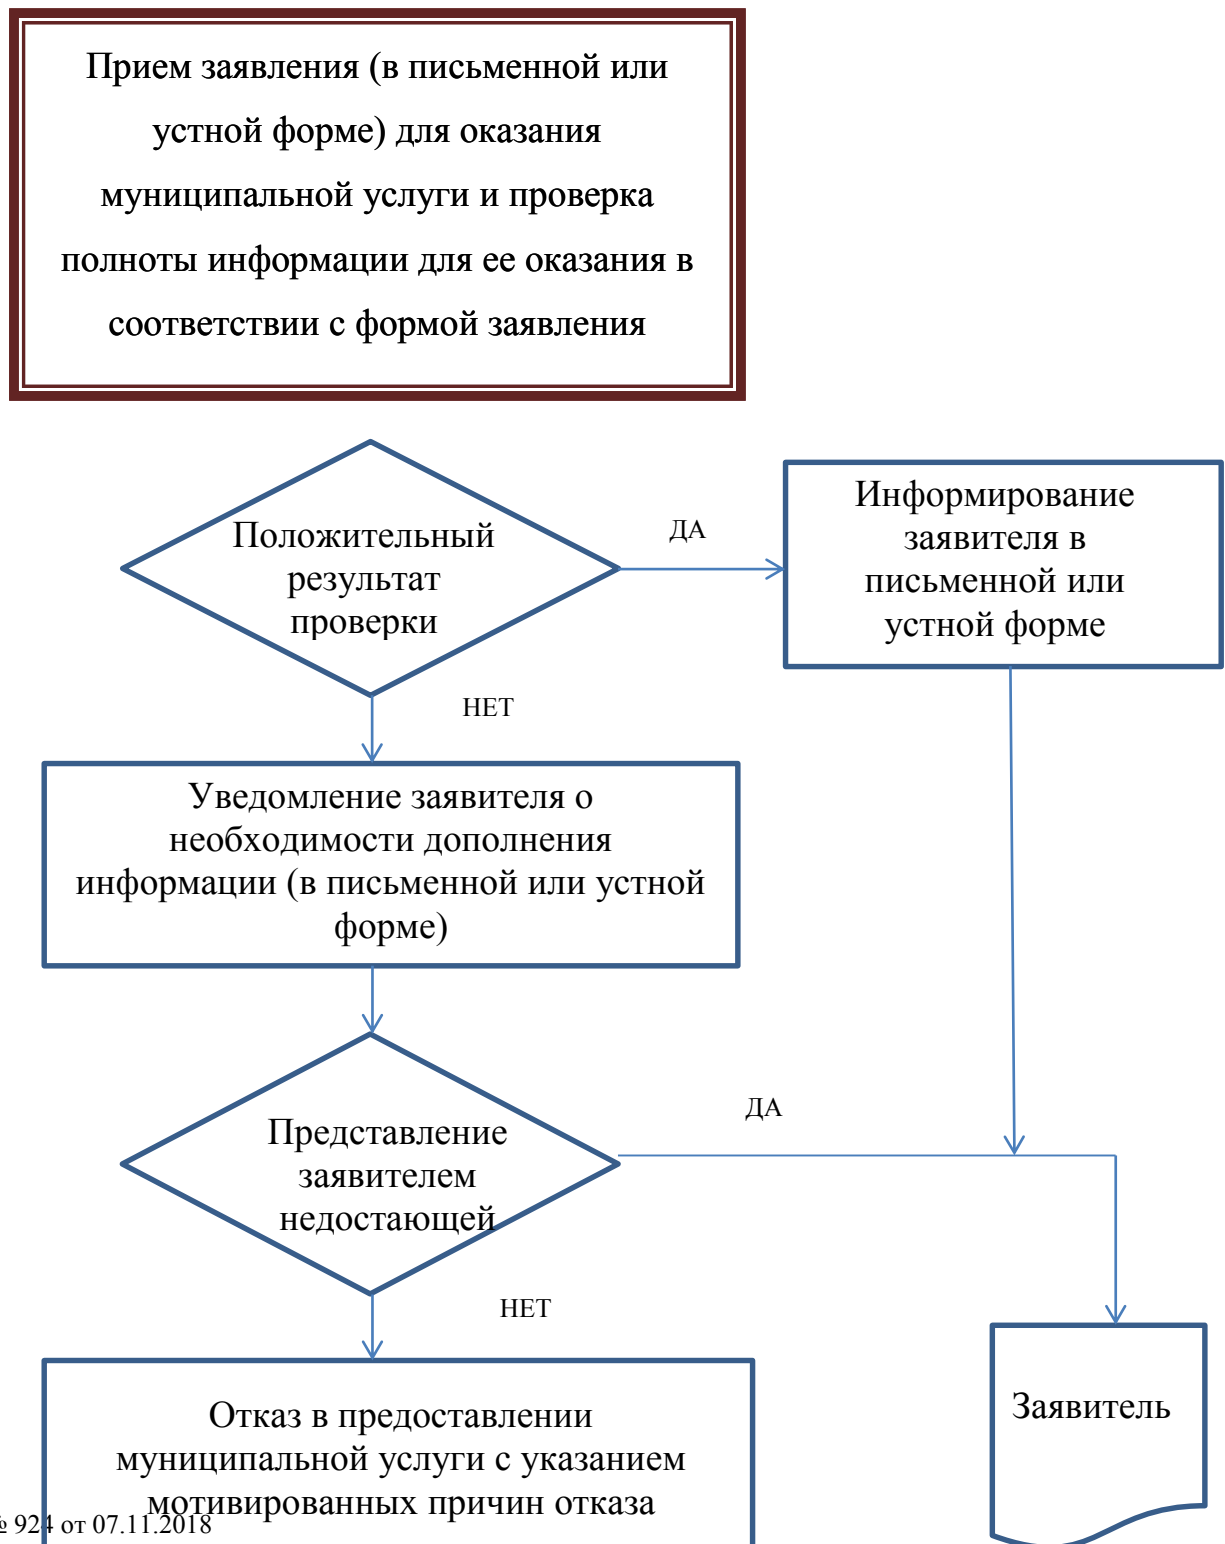 Прием заявления (в письменной или
устной форме) для оказания
муниципальной услуги и проверка
полноты информации для ее оказания в
соответствии с формой заявления
Положительный
результат
проверки
ДА
Информирование
заявителя в
письменной или
устной форме
НЕТ
Уведомление заявителя о
необходимости дополнения
информации (в письменной или устной
форме)
Представление
заявителем
недостающей
ДА
НЕТ
Отказ в предоставлении
муниципальной услуги с указанием
мотивированных причин отказа
Заявитель
№ 924 от 07.11.2018